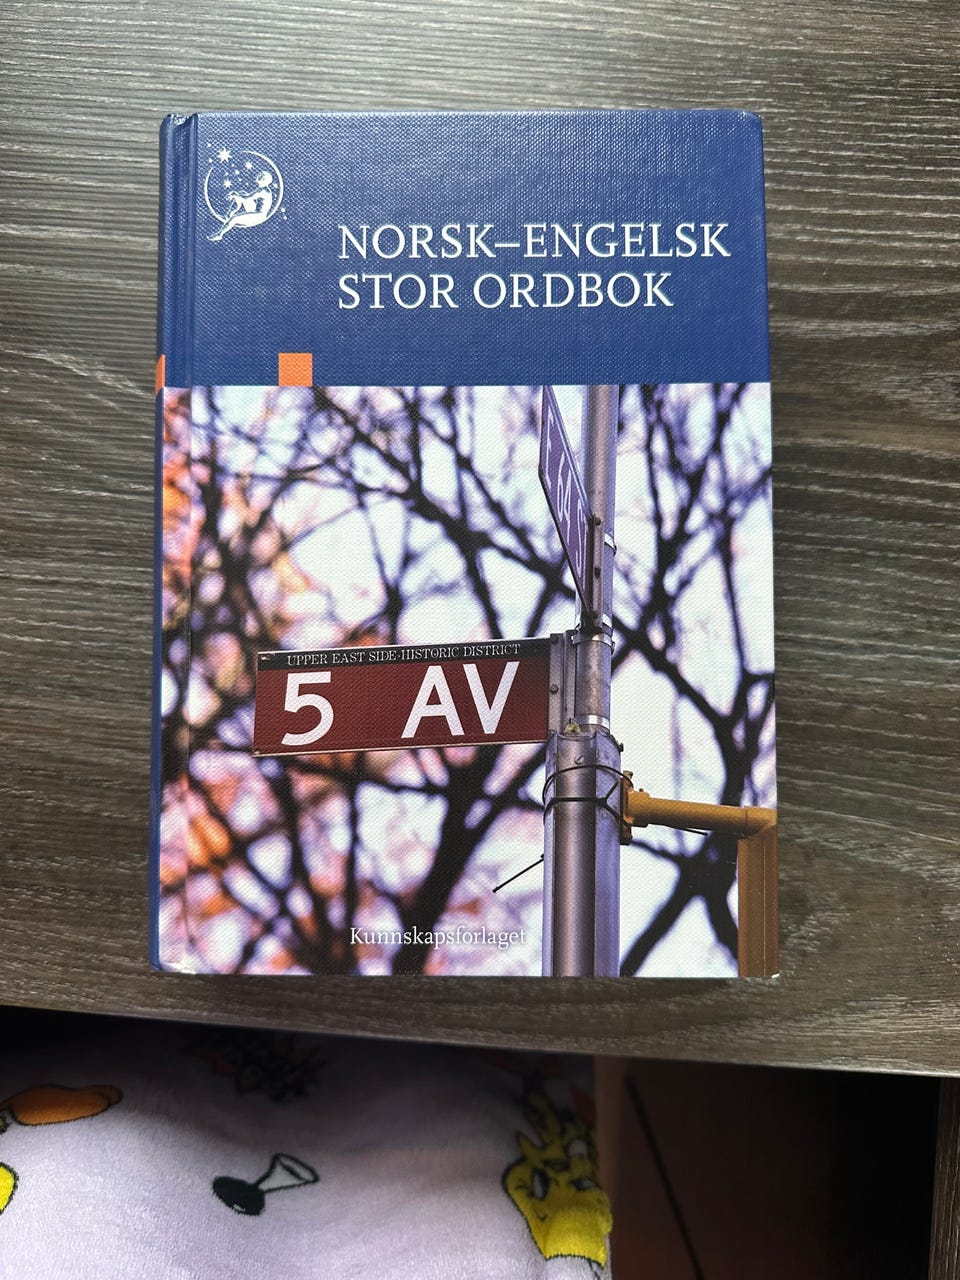 NORSK–ENGELSK
STOR ORDBOK
UPPER EAST SIDE-HISTORIC DISTRICT
5 AV
Kunnskapsforlaget